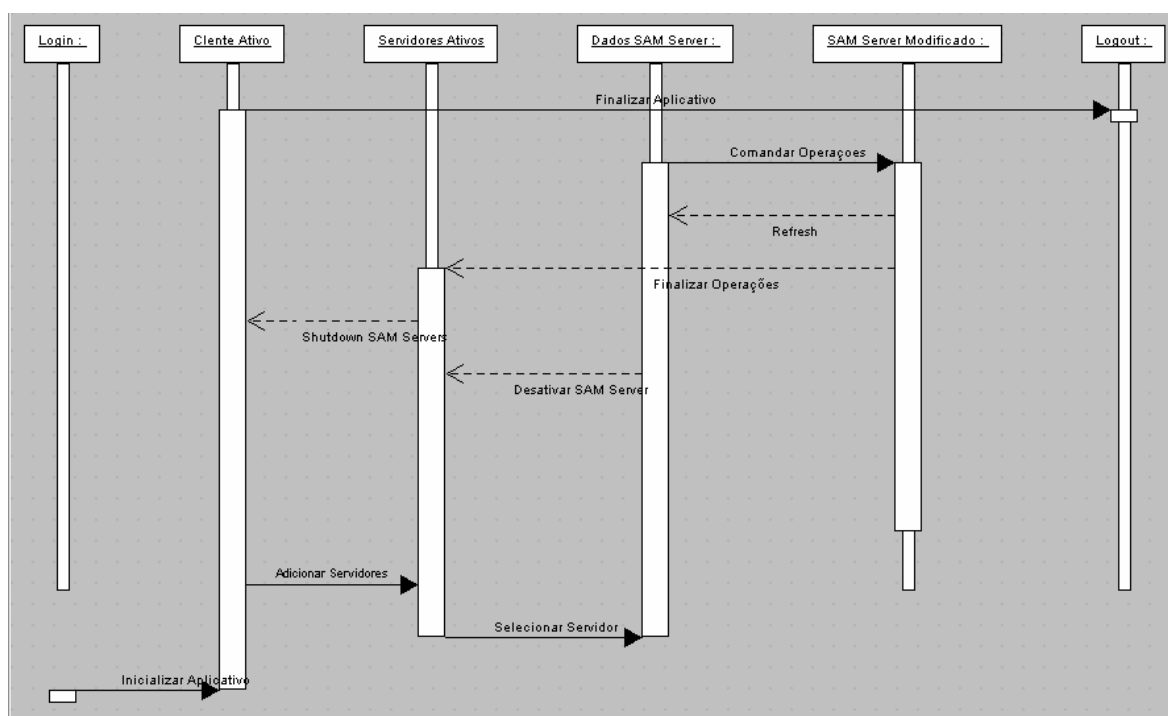 Login :
Clente Ativo
Servidores Ativos
Dados SAM Server :
SAM Server Modificado :
Logout :
Finalizar Aplicativo
Comandar Operaçoes
Refresh
Finalizar Operações
Shutdown SAM Servers
Desativar SAM Server
Adicionar Servidores
Selecionar Servidor
Inicializar Aplicativo